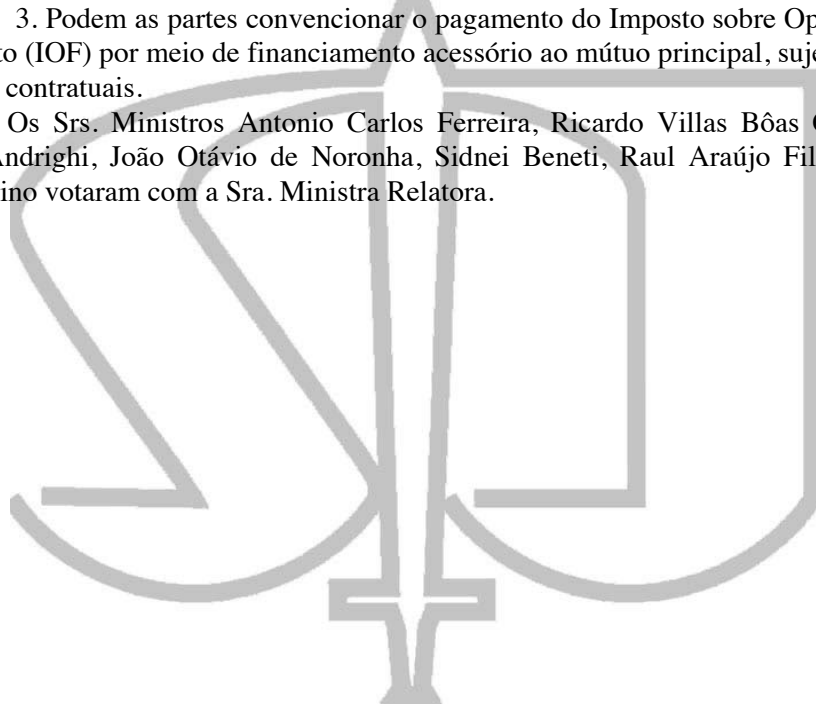 3. Podem as partes convencionar o pagamento do Imposto sobre Op
to (IOF) por meio de financiamento acessório ao mútuo principal, suje
contratuais.
Os Srs. Ministros Antonio Carlos Ferreira, Ricardo Villas Bôas
Andrighi, João Otávio de Noronha, Sidnei Beneti, Raul Araújo Fil
ino votaram com a Sra. Ministra Relatora.